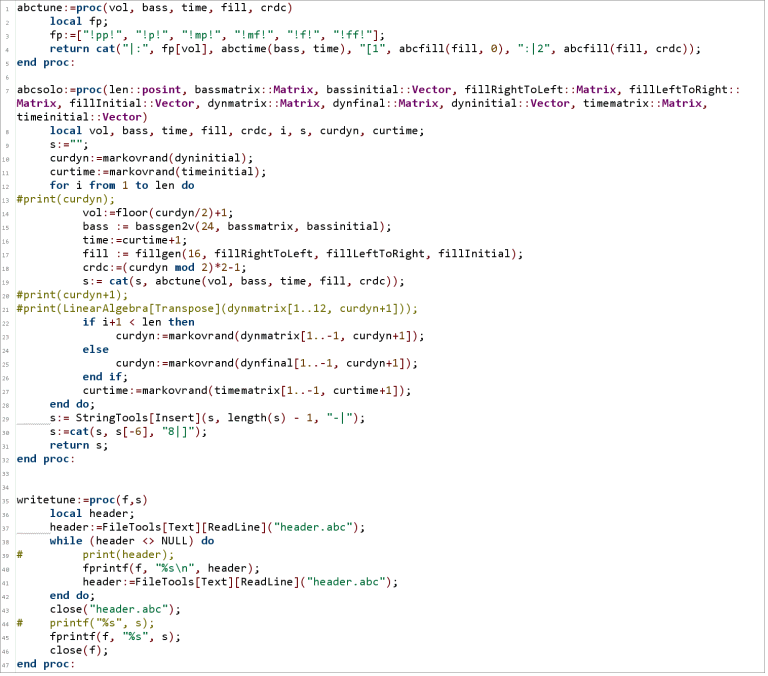 1 abctune:=proc(vol, bass, time, fill, crdc)
2 local fp;
3 fp:=["!pp!", "!p!", "!mp!", "!mf!", "!f!", "!ff!"];
4 return cat("|:", fp[vol], abctime(bass, time), "[1", abcfill(fill, 0), ":|2", abcfill(fill, crdc));
5 end proc:
6
7 abcsolo:=proc(len::posint, bassmatrix::Matrix, bassinitial::Vector, fillRightToLeft::Matrix, fillLeftToRight::
Matrix, fillInitial::Vector, dynmatrix::Matrix, dynfinal::Matrix, dyninitial::Vector, timematrix::Matrix,
timeinitial::Vector)
8 local vol, bass, time, fill, crdc, i, s, curdyn, curtime;
9 s:="";
10 curdyn:=markovrand(dyninitial);
11 curtime:=markovrand(timeinitial);
12 for i from 1 to len do
13 #print(curdyn);
14 vol:=floor(curdyn/2)+1;
15 bass := bassgen2v(24, bassmatrix, bassinitial);
16 time:=curtime+1;
17 fill := fillgen(16, fillRightToLeft, fillLeftToRight, fillInitial);
18 crdc:=(curdyn mod 2)*2-1;
19 s:= cat(s, abctune(vol, bass, time, fill, crdc));
20 #print(curdyn+1);
21 #print(LinearAlgebra[Transpose](dynmatrix[1..12, curdyn+1]));
22 if i+1 < len then
23 curdyn:=markovrand(dynmatrix[1..-1, curdyn+1]);
24 else
25 curdyn:=markovrand(dynfinal[1..-1, curdyn+1]);
26 end if;
27 curtime:=markovrand(timematrix[1..-1, curtime+1]);
28 end do;
29 s:= StringTools[Insert](s, length(s) - 1, "-|");
30 s:=cat(s, s[-6], "8|]");
31 return s;
32 end proc:
33
34
35 writetune:=proc(f,s)
36 local header;
37 header:=FileTools[Text][ReadLine]("header.abc");
38 while (header <> NULL) do
39 # print(header);
40 fprintf(f, "%s\n", header);
41 header:=FileTools[Text][ReadLine]("header.abc");
42 end do;
43 close("header.abc");
44 # printf("%s", s);
45 fprintf(f, "%s", s);
46 close(f);
47 end proc: